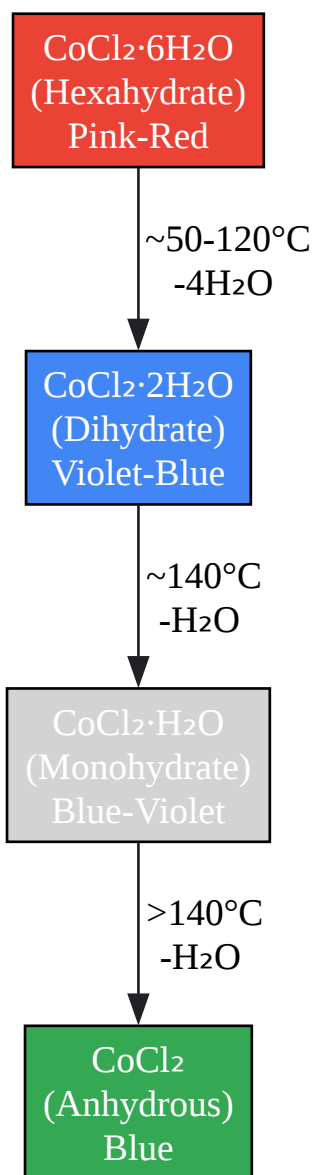 CoCl₂·6H₂O
(Hexahydrate)
Pink-Red
~50-120°C
-4H₂O
CoCl₂·2H₂O
(Dihydrate)
Violet-Blue
~140°C
-H₂O
CoCl₂·H₂O
(Monohydrate)
Blue-Violet
>140°C
-H₂O
CoCl₂
(Anhydrous)
Blue